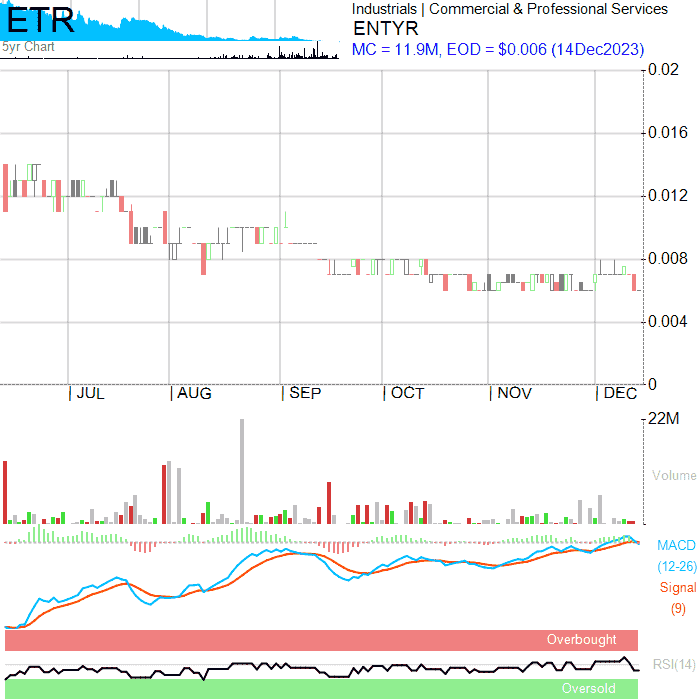 ETR
5yr Chart
Industrials | Commercial & Professional Services
ENTYR
MC = 11.9M, EOD = $0.006 (14Dec2023)
0.02
0.016
0.012
0.008
0.004
0
JUL AUG SEP OCT NOV DEC
22M
Volume
MACD
(12-26)
Signal
(9)
Overbought
RSI(14)
Oversold